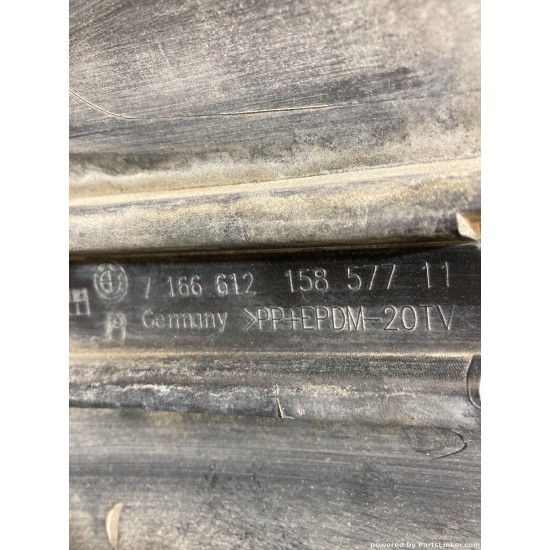 7 166 612 158 577 11
Germany >PP+EPDM-20TV<
powered by PartsLinker.com